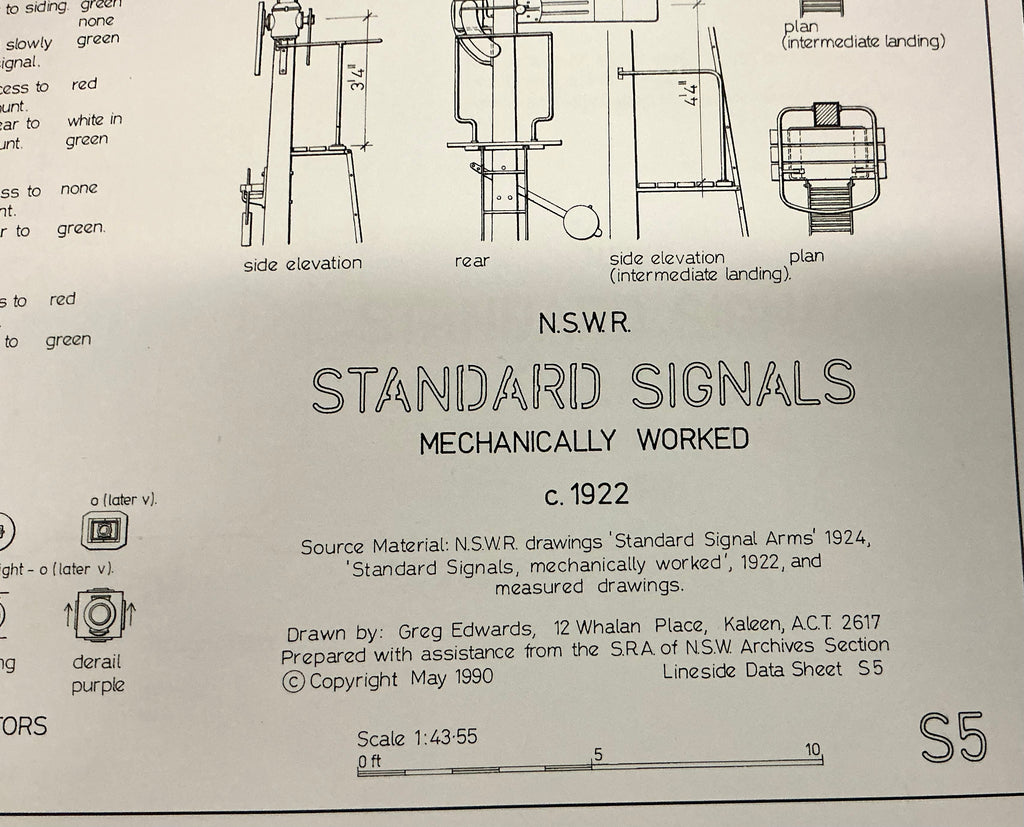 to siding. green
none
slowly green
ignal.
cess to red
unt.
ear to white in
unt. green
ss to none
nt.
r to green.
s to red
to green
3'4"
4'4"
plan
(intermediate landing)
side elevation
rear
side elevation
(intermediate landing).
plan
N.S.W.R.
STANDARD SIGNALS
MECHANICALLY WORKED
c. 1922
Source Material: N.S.W.R. drawings 'Standard Signal Arms' 1924,
'Standard Signals, mechanically worked', 1922, and
measured drawings.
Drawn by: Greg Edwards, 12 Whalan Place, Kaleen, A.C.T. 2617
Prepared with assistance from the S.R.A. of N.S.W. Archives Section
© Copyright May 1990 Lineside Data Sheet S5
o (later v).
ight - o (later v).
ng
derail
purple
TORS
Scale 1:43·55
0 ft 5 10
S5